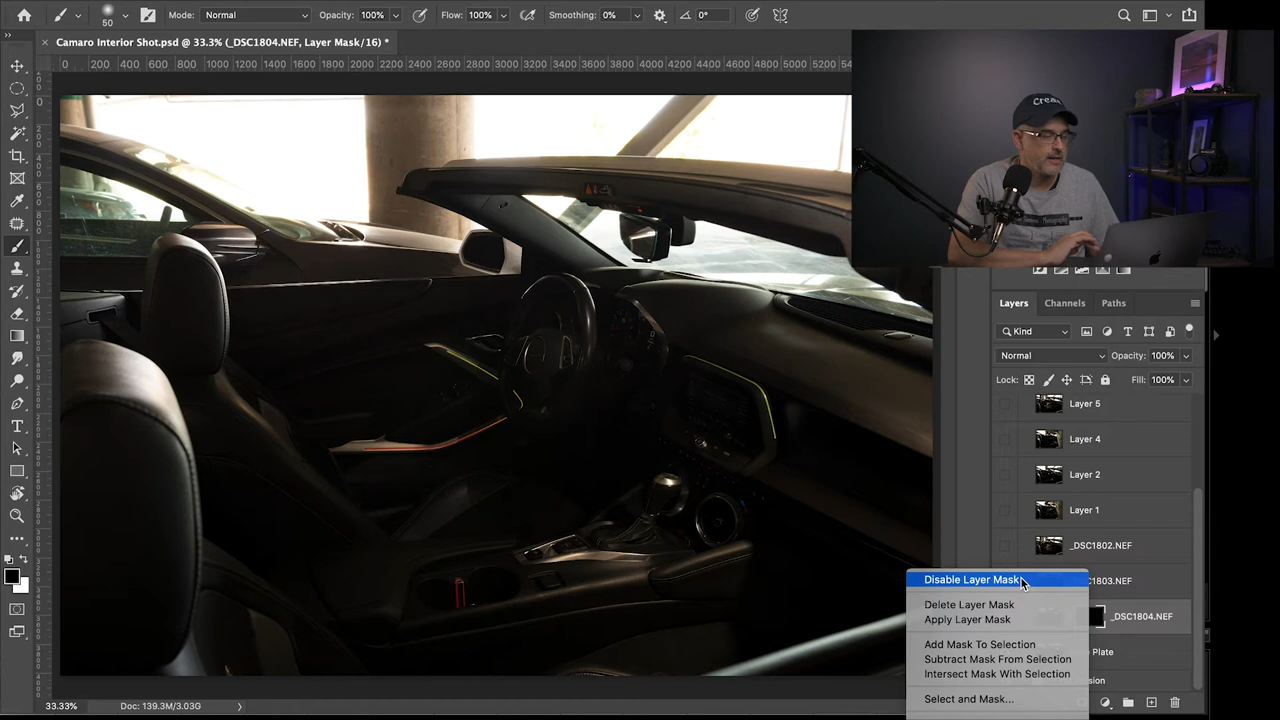 50
Mode: Normal
Opacity: 100%
Flow: 100%
Smoothing: 0%
0°
Camaro Interior Shot.psd @ 33.3% (_DSC1804.NEF, Layer Mask/16) *
0 200 400 600 800 1000 1200 1400 1600 1800 2000 2200 2400 2600 2800 3000 3200 3400 3600 3800 4000 4200 4400 4600 4800 5000 5200 54
Layers Channels Paths
Kind
Normal
Opacity: 100%
Lock:
Fill: 100%
Layer 5
Layer 4
Layer 2
Layer 1
_DSC1802.NEF
Disable Layer Mask
SC1803.NEF
Delete Layer Mask
_DSC1804.NEF
Apply Layer Mask
Add Mask To Selection
Plate
Subtract Mask From Selection
Intersect Mask With Selection
sion
Select and Mask...
33.33%
Doc: 139.3M/3.03G